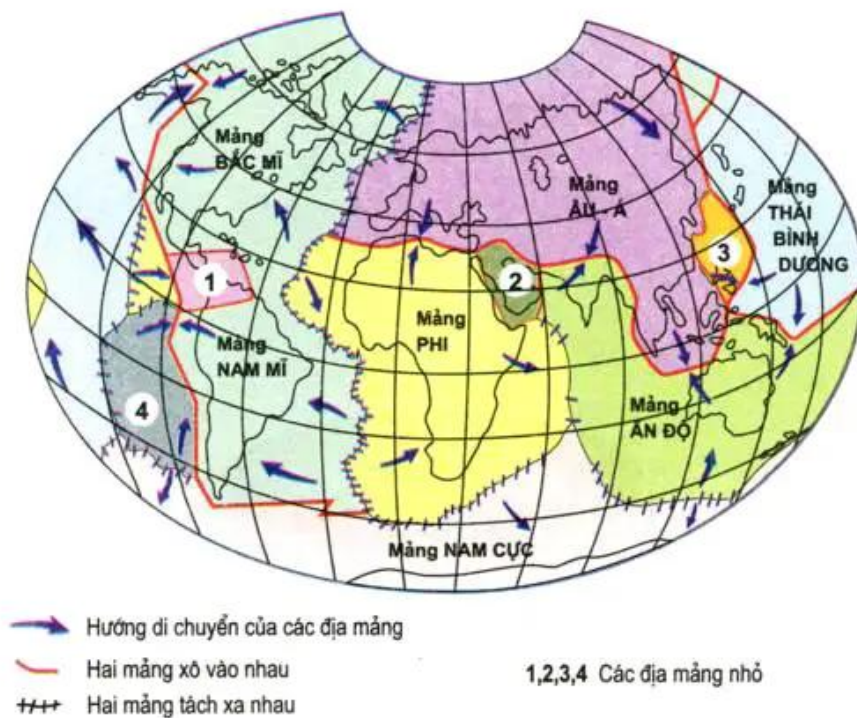 Mảng
BẮC MĨ
Mảng
ÂU - Á
Mảng
THÁI
BÌNH
DƯƠNG
1
2
3
Mảng
PHI
Mảng
NAM MĨ
4
Mảng
ẤN ĐỘ
Mảng NAM CỰC
Hướng di chuyển của các địa mảng
Hai mảng xô vào nhau
1,2,3,4 Các địa mảng nhỏ
Hai mảng tách xa nhau